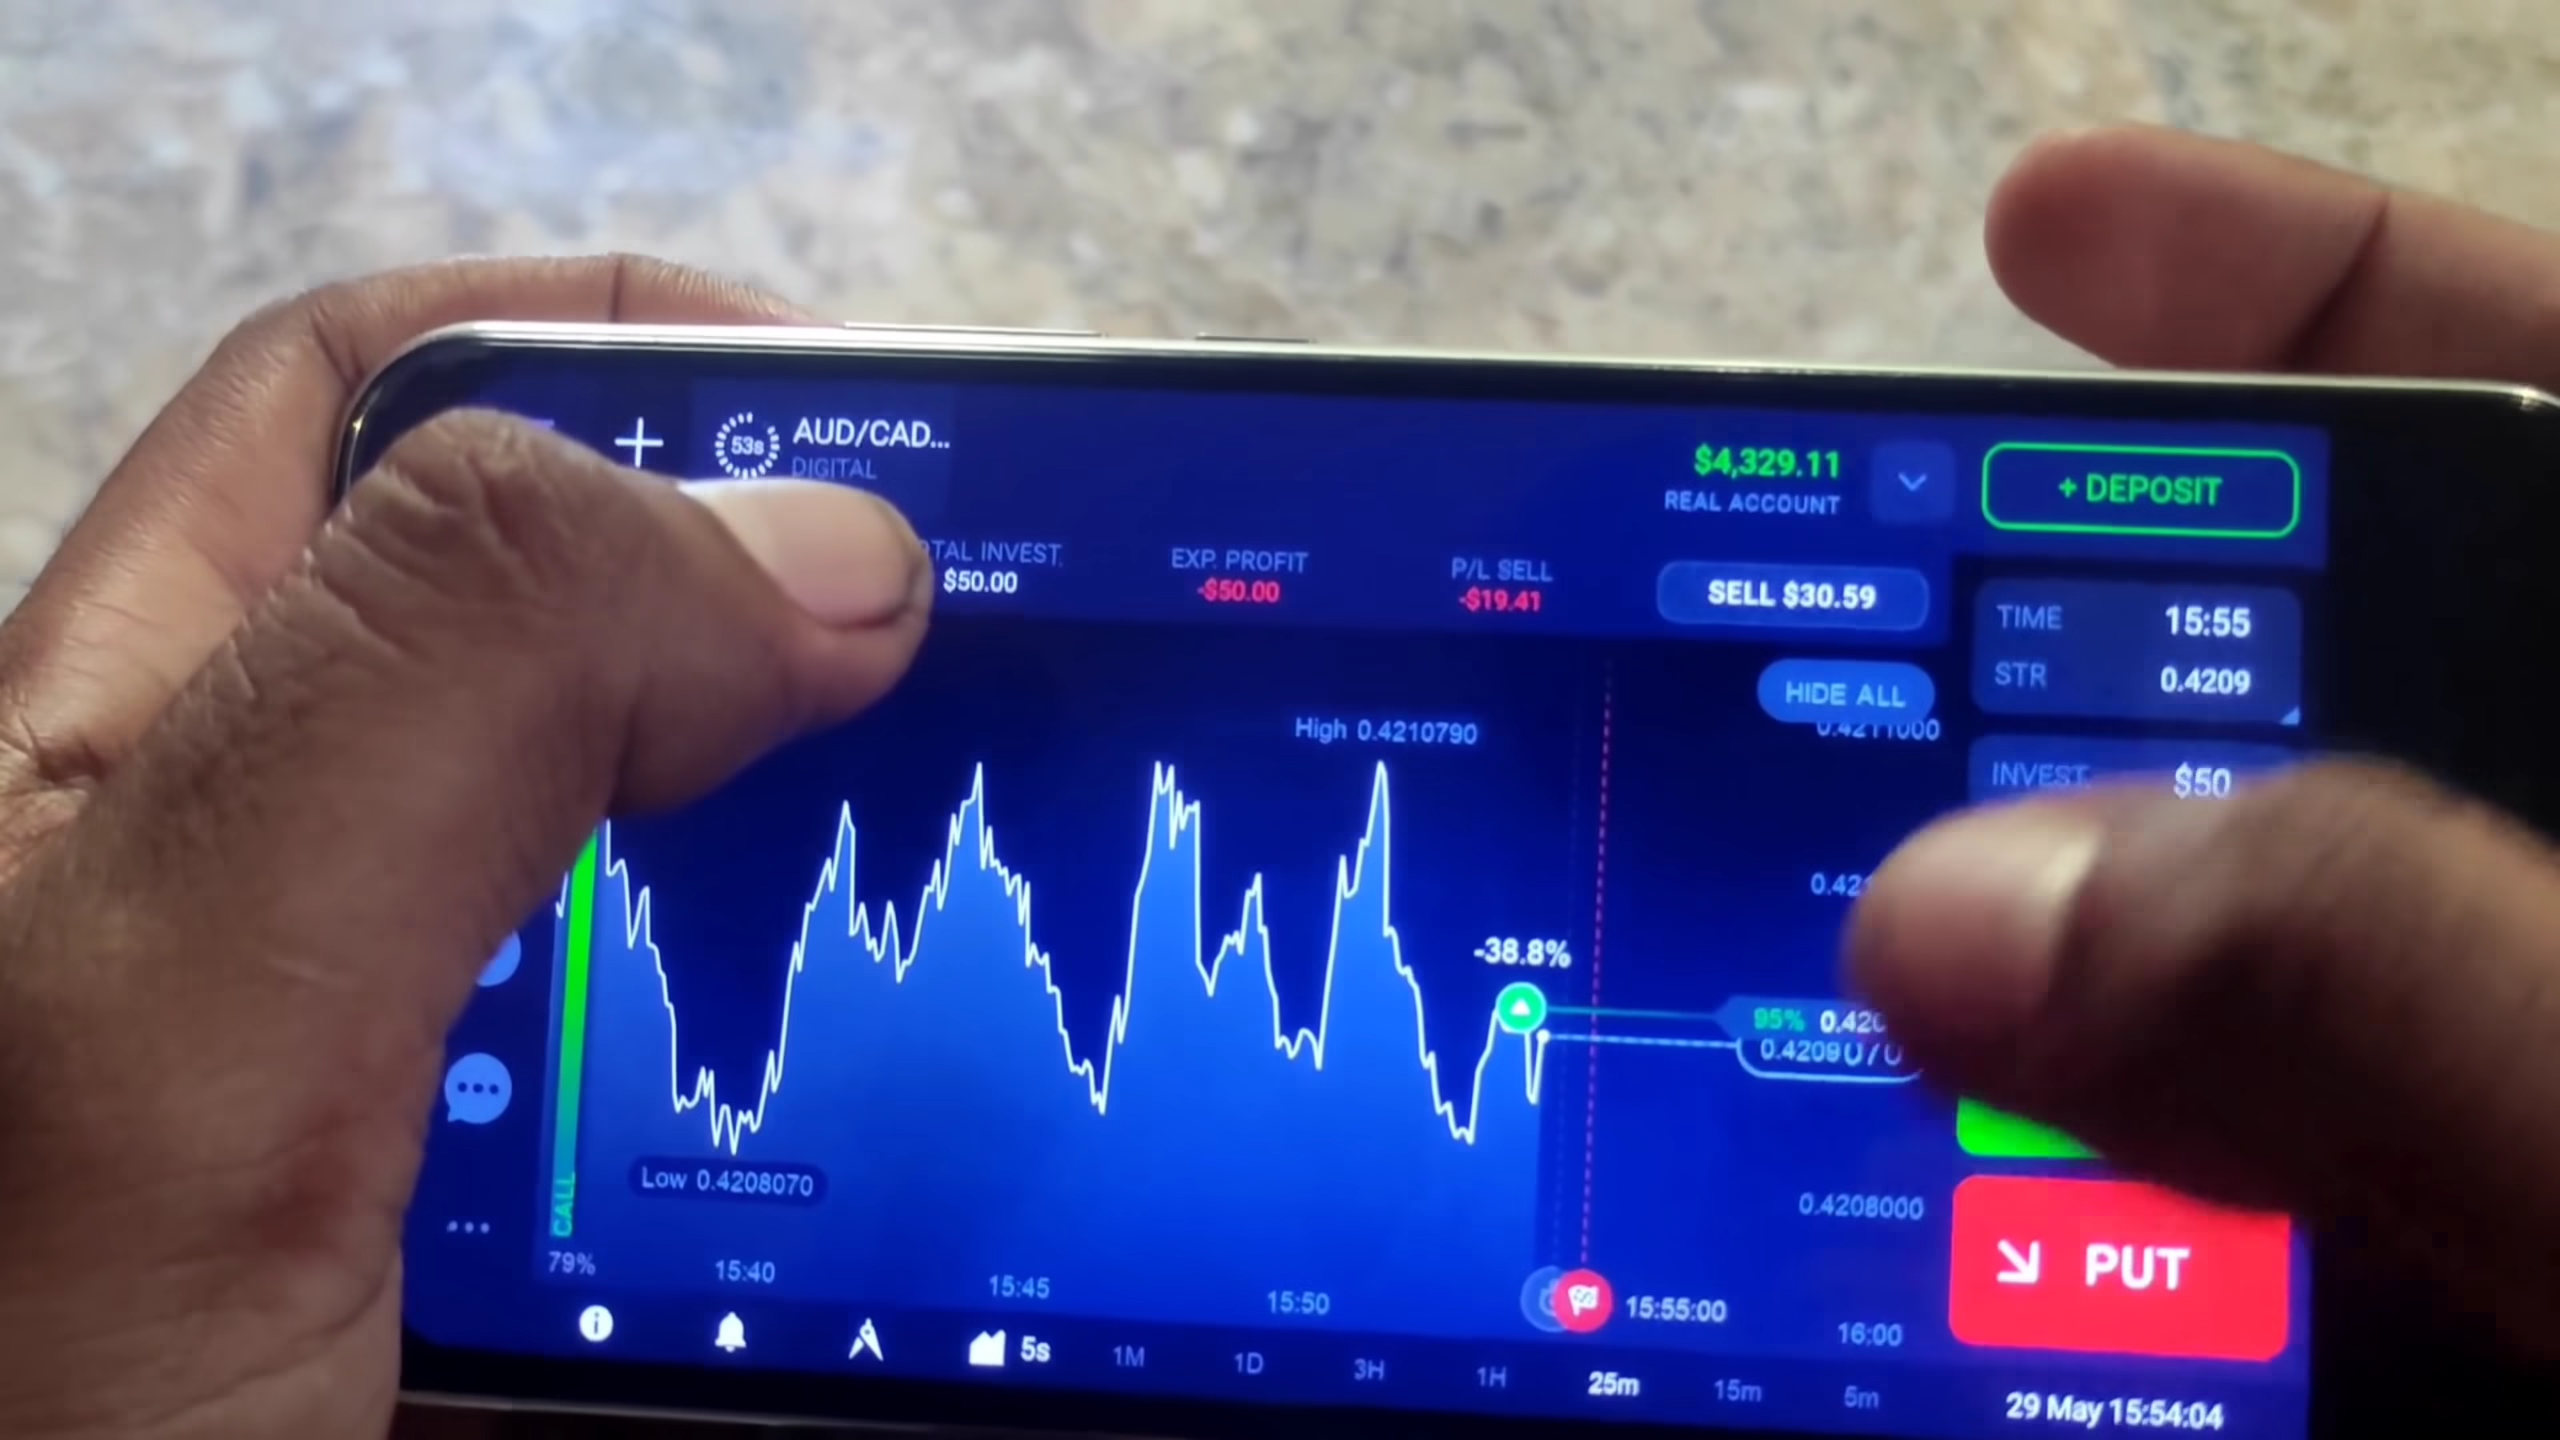 53s
AUD/CAD...
DIGITAL
$4,329.11
REAL ACCOUNT
+ DEPOSIT
INVEST.
$50.00
EXP. PROFIT
-$50.00
P/L SELL
-$19.41
SELL $30.59
TIME 15:55
STR 0.4209
HIDE ALL
0.4211000
High 0.4210790
INVEST. $50
-38.8%
95%
Low 0.4208070
0.4208000
CALL
79%
PUT
15:40
15:45
15:50
15:55:00
16:00
5s
1M
1D
3H
1H
25m
15m
5m
29 May 15:54:04